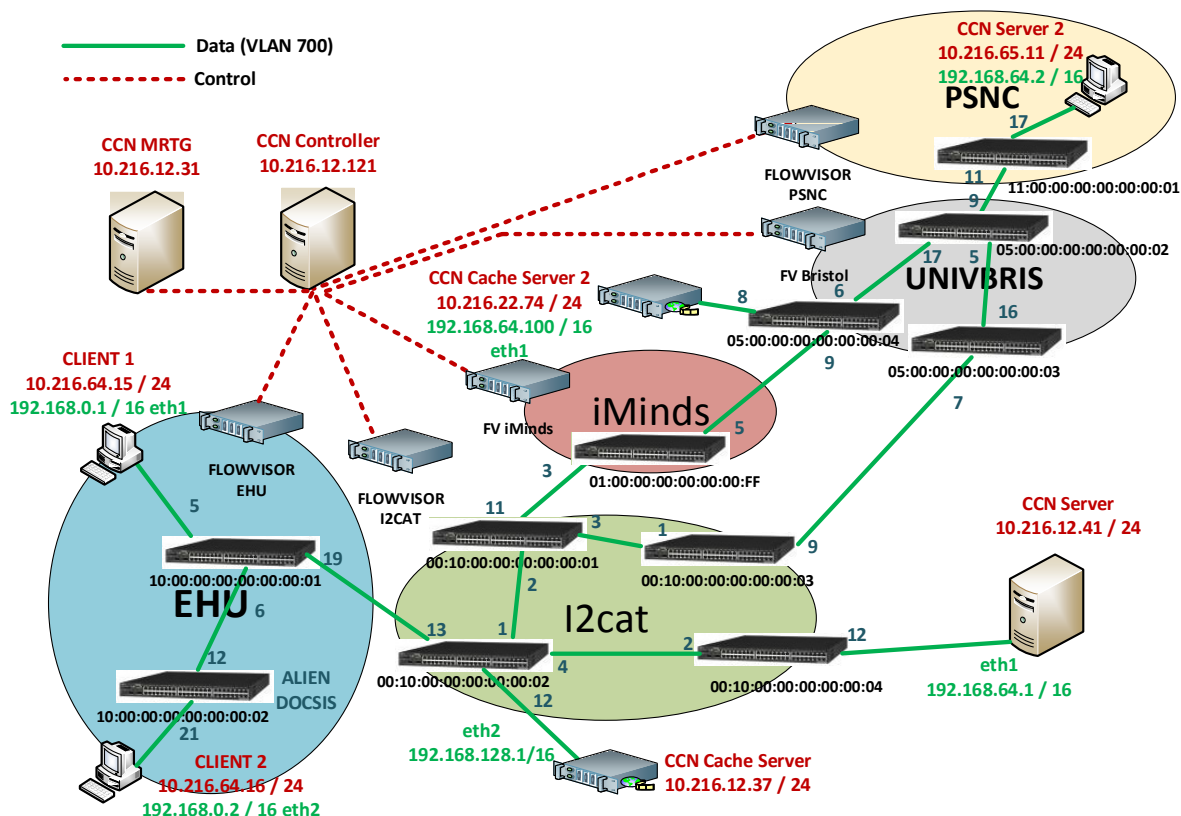 Data (VLAN 700)
Control
CCN MRTG
10.216.12.31
CCN Controller
10.216.12.121
CCN Server 2
10.216.65.11 / 24
192.168.64.2 / 16
PSNC
17
11
11:00:00:00:00:00:00:01
FLOWVISOR
PSNC
9
05:00:00:00:00:00:00:02
17
5
UNIVBRIS
FV Bristol
CCN Cache Server 2
10.216.22.74 / 24
192.168.64.100 / 16
eth1
8
6
05:00:00:00:00:00:00:04
9
16
05:00:00:00:00:00:00:03
7
CLIENT 1
10.216.64.15 / 24
192.168.0.1 / 16 eth1
iMinds
FV iMinds
5
3
01:00:00:00:00:00:00:FF
FLOWVISOR
EHU
FLOWVISOR
I2CAT
5
19
10:00:00:00:00:00:00:01
EHU
6
12
ALIEN
DOCSIS
10:00:00:00:00:00:00:02
21
CLIENT 2
10.216.64.16 / 24
192.168.0.2 / 16 eth2
11
3
00:10:00:00:00:00:00:01
2
1
9
00:10:00:00:00:00:00:03
I2cat
13
1
4
00:10:00:00:00:00:00:02
12
2
12
00:10:00:00:00:00:00:04
CCN Server
10.216.12.41 / 24
eth1
192.168.64.1 / 16
eth2
192.168.128.1/16
CCN Cache Server
10.216.12.37 / 24